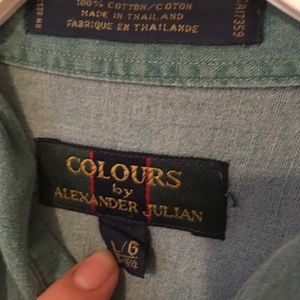 100% COTTON/COTON
MADE IN THAILAND
FABRIQUE EN THAILANDE
COLOURS
by
ALEXANDER JULIAN
L/6